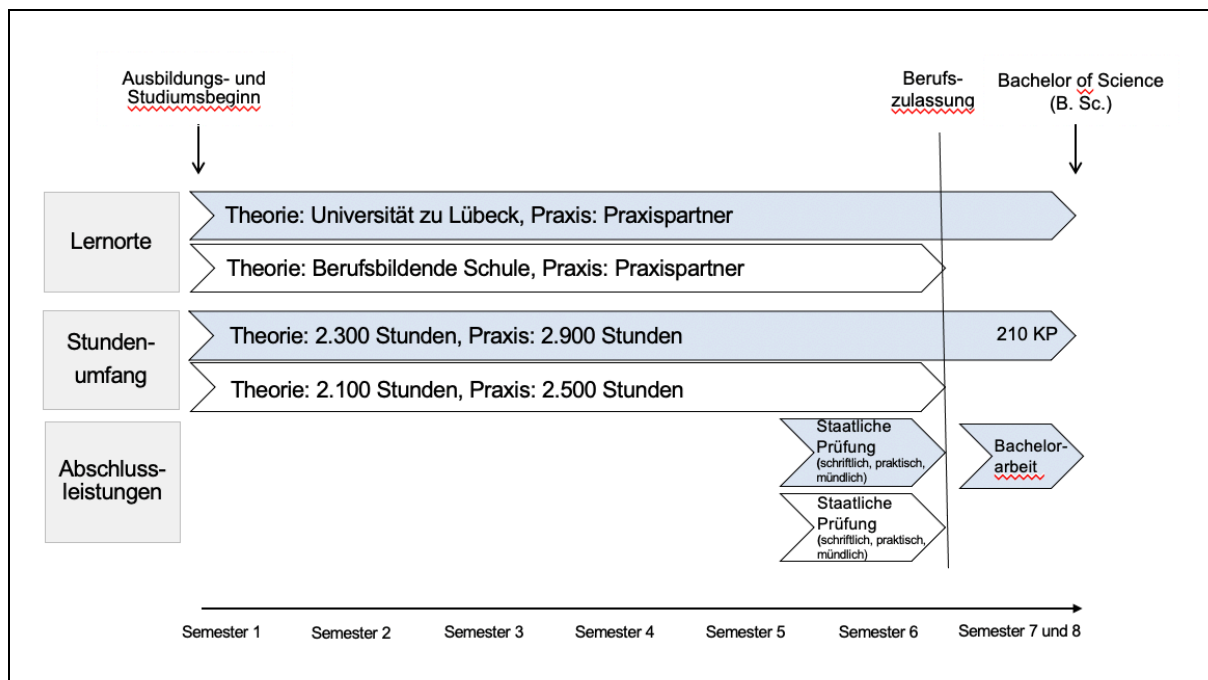 Ausbildungs- und
Studiumsbeginn
Berufs-
zulassung
Bachelor of Science
(B. Sc.)
Lernorte
Theorie: Universität zu Lübeck, Praxis: Praxispartner
Theorie: Berufsbildende Schule, Praxis: Praxispartner
Stunden-
umfang
Theorie: 2.300 Stunden, Praxis: 2.900 Stunden
210 KP
Theorie: 2.100 Stunden, Praxis: 2.500 Stunden
Abschluss-
leistungen
Staatliche
Prüfung
(schriftlich, praktisch,
mündlich)
Bachelor-
arbeit
Staatliche
Prüfung
(schriftlich, praktisch,
mündlich)
Semester 1
Semester 2
Semester 3
Semester 4
Semester 5
Semester 6
Semester 7 und 8